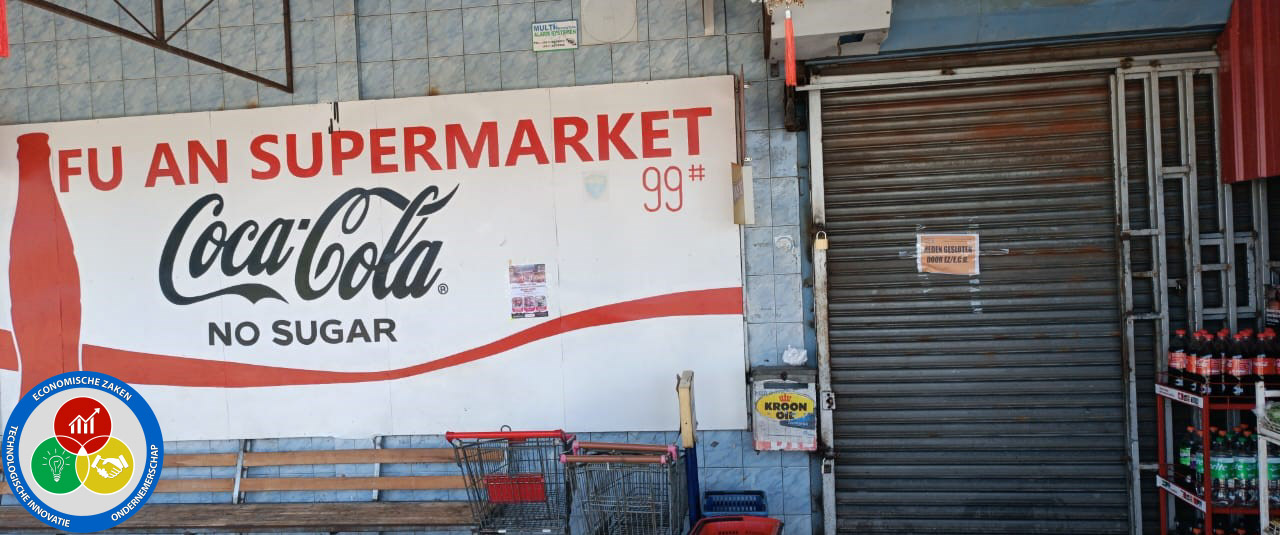 MULTI
ALARM SYSTEMEN
FU AN SUPERMARKET
99#
Coca-Cola®
NO SUGAR
REDEN GESLOTEN
DOOR EZ/E.C.D.
KROON
Oil
ECONOMISCHE ZAKEN
TECHNOLOGISCHE INNOVATIE
ONDERNEMERSCHAP